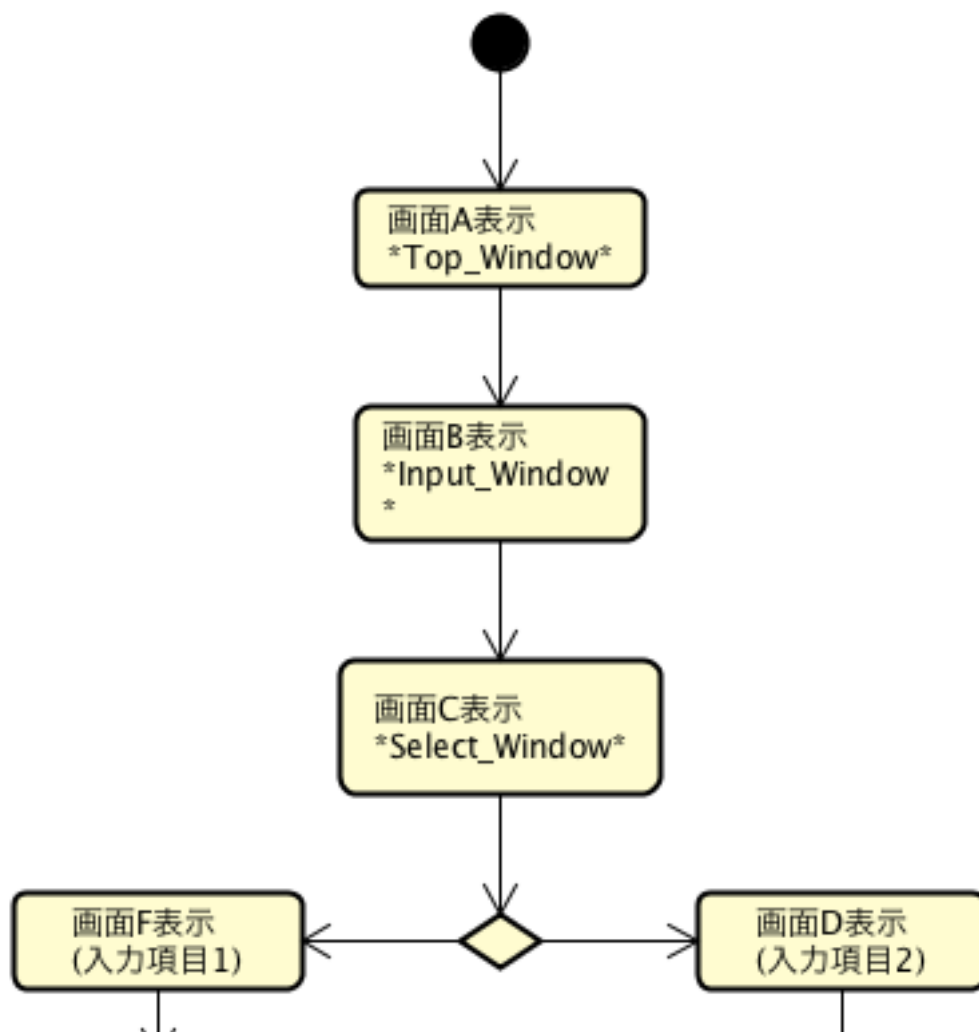 画面A表示
*Top_Window*
画面B表示
*Input_Window
*
画面C表示
*Select_Window*
画面F表示
(入力項目1)
画面D表示
(入力項目2)